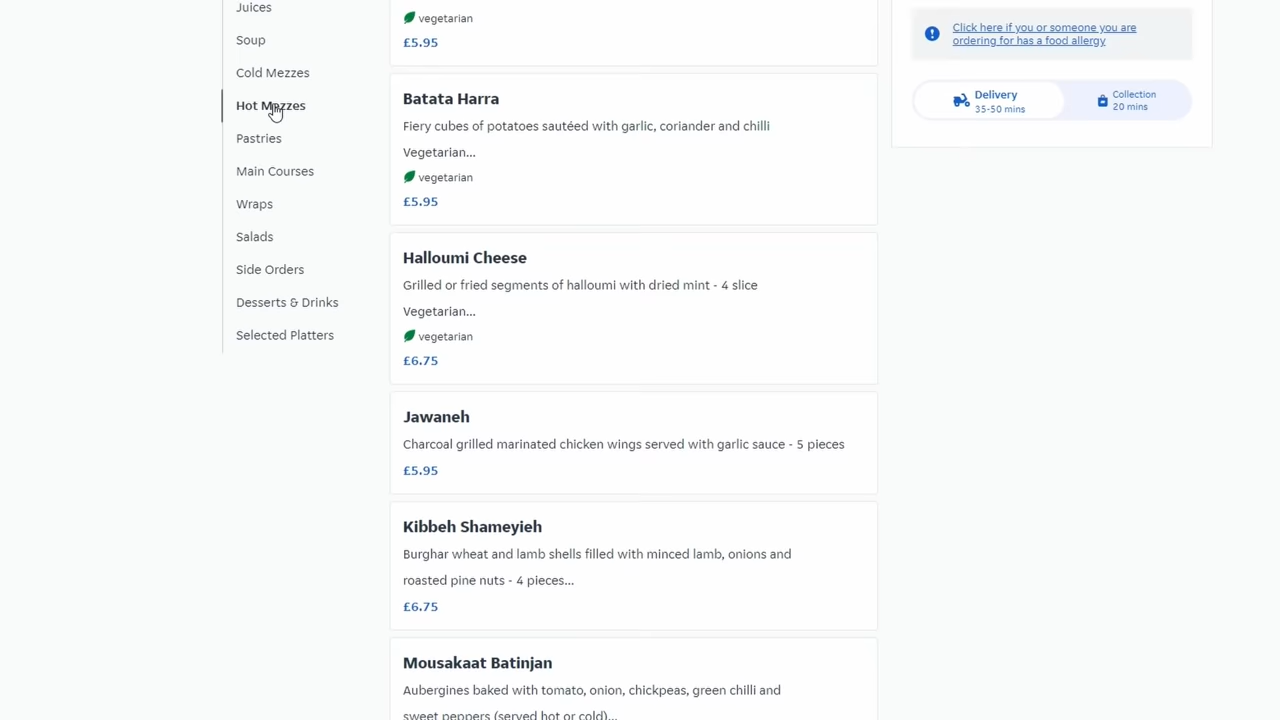 Juices
Soup
Cold Mezzes
Hot Mezzes
Pastries
Main Courses
Wraps
Salads
Side Orders
Desserts & Drinks
Selected Platters
vegetarian
£5.95
Batata Harra
Fiery cubes of potatoes sautéed with garlic, coriander and chilli
Vegetarian...
vegetarian
£5.95
Halloumi Cheese
Grilled or fried segments of halloumi with dried mint - 4 slice
Vegetarian...
vegetarian
£6.75
Jawaneh
Charcoal grilled marinated chicken wings served with garlic sauce - 5 pieces
£5.95
Kibbeh Shameyieh
Burghar wheat and lamb shells filled with minced lamb, onions and
roasted pine nuts - 4 pieces...
£6.75
Mousakaat Batinjan
Aubergines baked with tomato, onion, chickpeas, green chilli and
sweet peppers (served hot or cold)...
Click here if you or someone you are
ordering for has a food allergy
Delivery
35-50 mins
Collection
20 mins